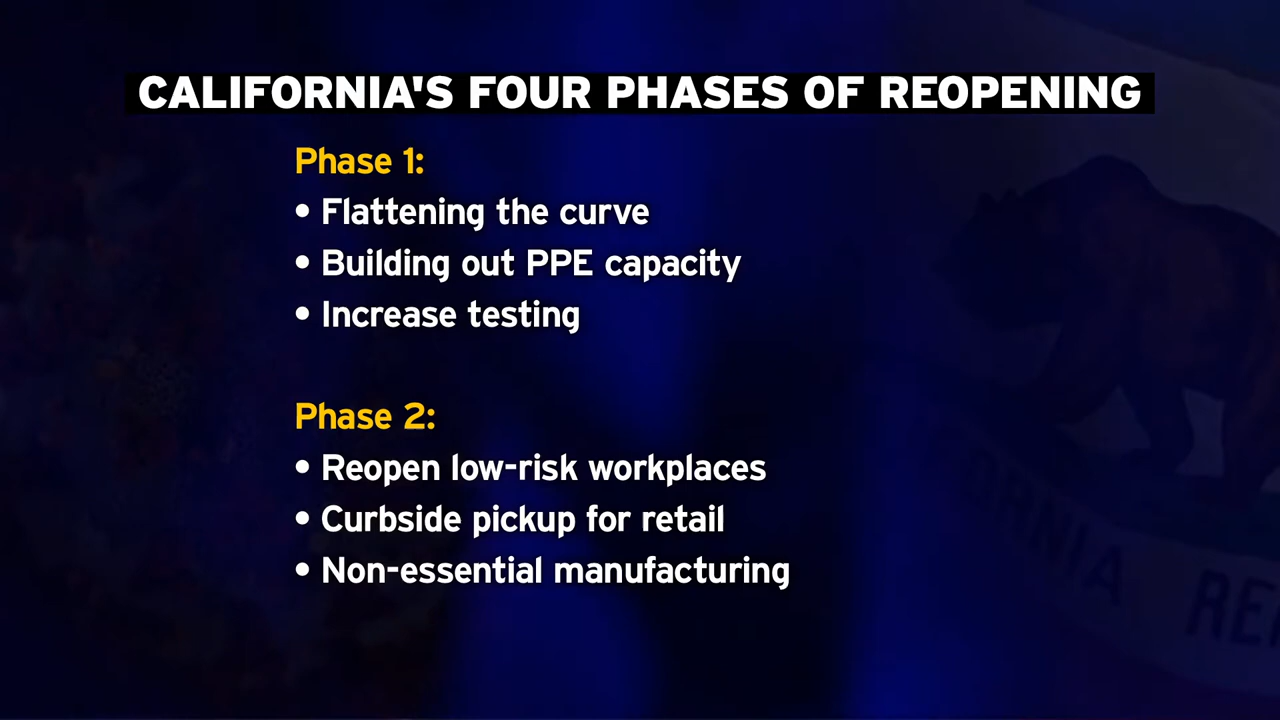 CALIFORNIA'S FOUR PHASES OF REOPENING
Phase 1:
• Flattening the curve
• Building out PPE capacity
• Increase testing
Phase 2:
• Reopen low-risk workplaces
• Curbside pickup for retail
• Non-essential manufacturing